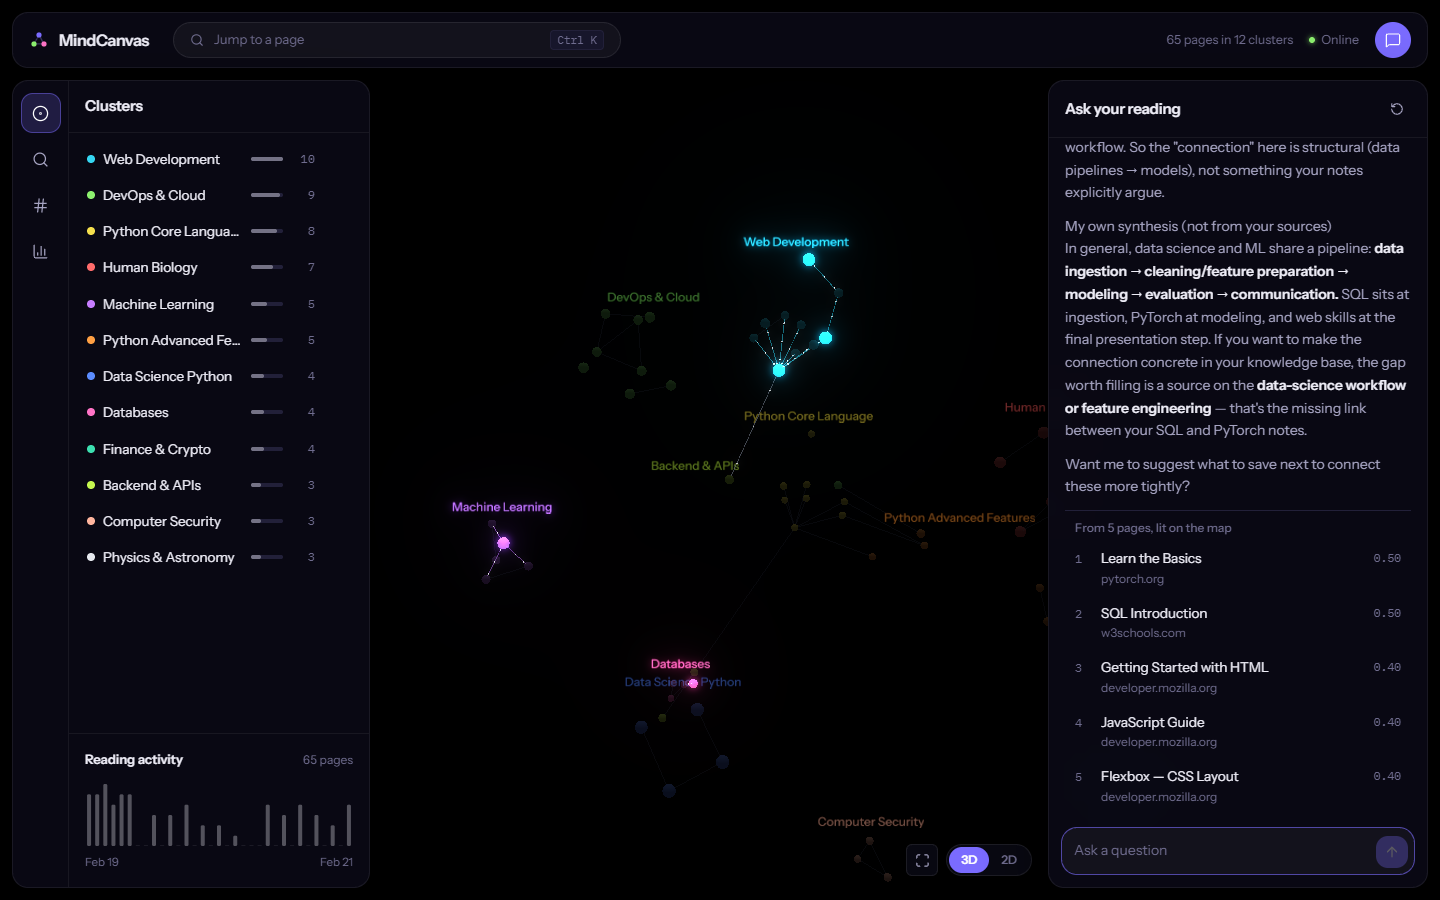 MindCanvas
Jump to a page
Ctrl K
65 pages in 12 clusters
Online
Clusters
Web Development 10
DevOps & Cloud 9
Python Core Langua... 8
Human Biology 7
Machine Learning 5
Python Advanced Fe... 5
Data Science Python 4
Databases 4
Finance & Crypto 4
Backend & APIs 3
Computer Security 3
Physics & Astronomy 3
Reading activity 65 pages
Feb 19 Feb 21
Web Development
DevOps & Cloud
Python Core Language
Human
Backend & APIs
Machine Learning
Python Advanced Features
Databases
Data Science Python
Computer Security
3D 2D
Ask your reading
workflow. So the "connection" here is structural (data
pipelines → models), not something your notes
explicitly argue.
My own synthesis (not from your sources)
In general, data science and ML share a pipeline: data
ingestion → cleaning/feature preparation →
modeling → evaluation → communication. SQL sits at
ingestion, PyTorch at modeling, and web skills at the
final presentation step. If you want to make the
connection concrete in your knowledge base, the gap
worth filling is a source on the data-science workflow
or feature engineering — that's the missing link
between your SQL and PyTorch notes.
Want me to suggest what to save next to connect
these more tightly?
From 5 pages, lit on the map
1 Learn the Basics 0.50
pytorch.org
2 SQL Introduction 0.50
w3schools.com
3 Getting Started with HTML 0.40
developer.mozilla.org
4 JavaScript Guide 0.40
developer.mozilla.org
5 Flexbox — CSS Layout 0.40
developer.mozilla.org
Ask a question